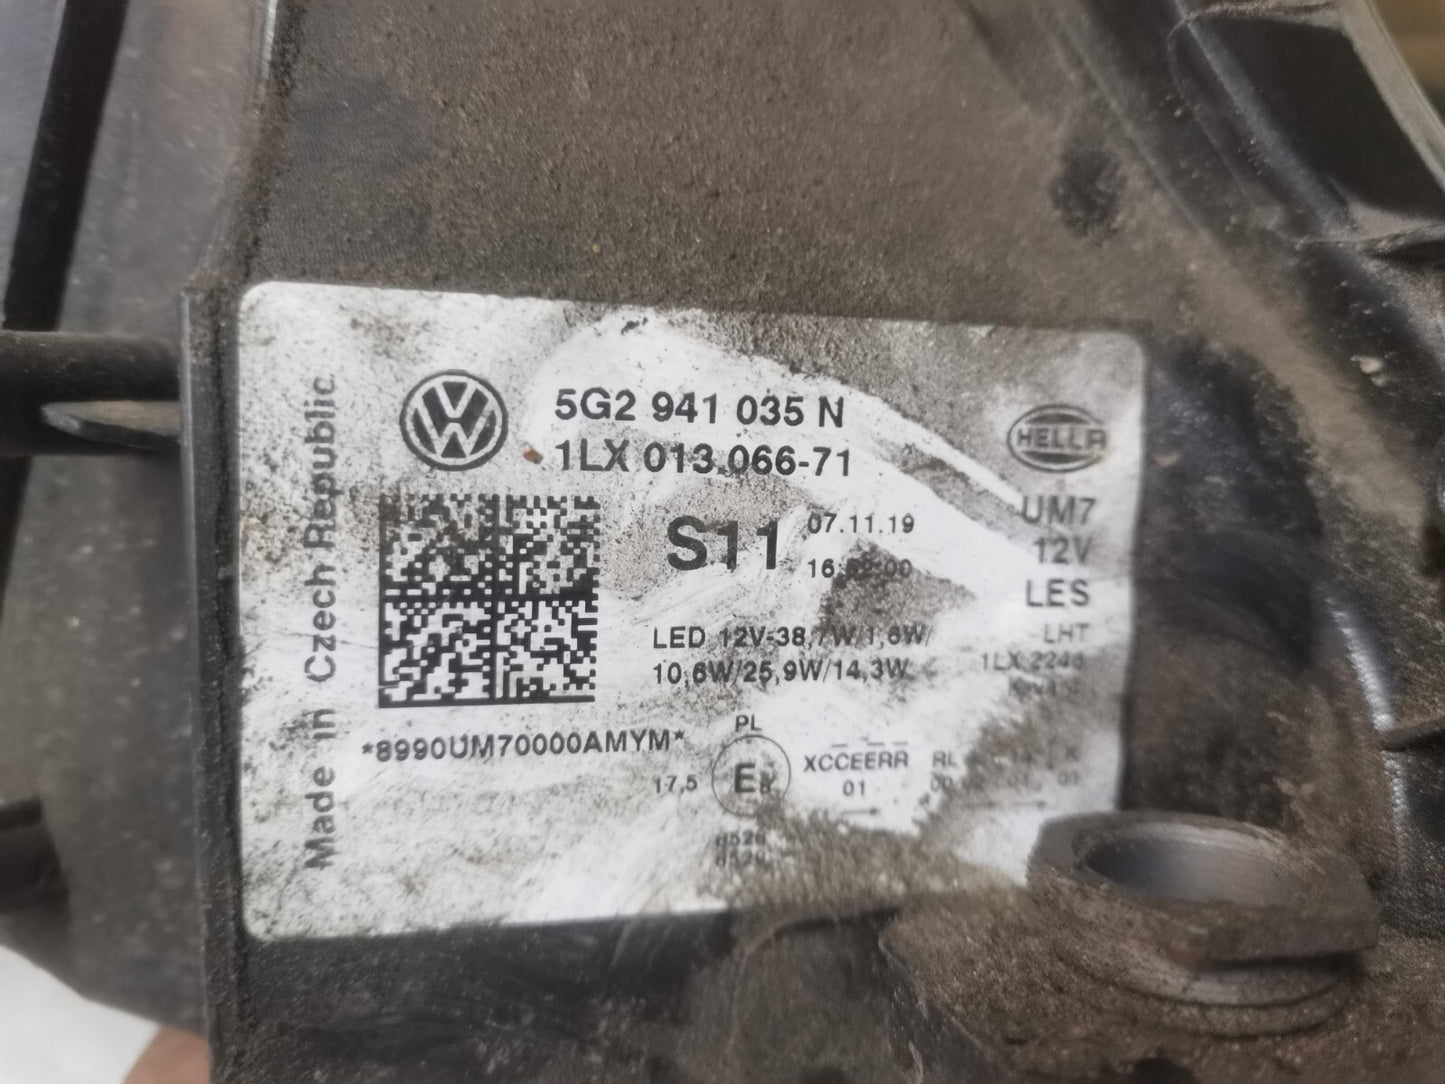 Made in Czech Republic
5G2 941 035 N
1LX 013.066-71
HELLA
S11
07.11.19
UM7
12V
LES
LED 12V-38,7W/1,6W/
10,6W/25,9W/14,3W
LHT
*8990UM70000AMYM*
PL
17,5
E
XCCEERR
01
RL